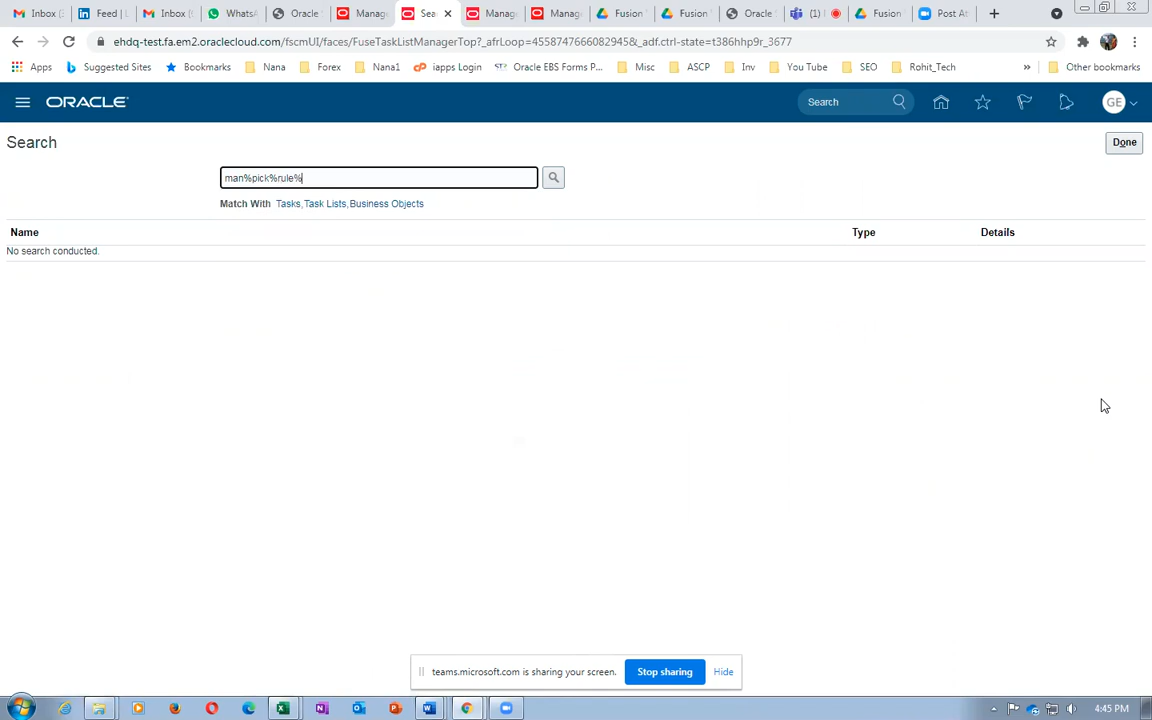 Inbox (
Feed | L
Inbox (
WhatsA
Oracle
Manage
Sea
Manag
Manag
Fusion
Fusion
Oracle
(1)
Fusion
Post At
ehdq-test.fa.em2.oraclecloud.com/fscmUI/faces/FuseTaskListManagerTop?_afrLoop=4558747666082945&_adf.ctrl-state=t386hhp9r_3677
Apps Suggested Sites Bookmarks Nana Forex Nana1 iapps Login Oracle EBS Forms P... Misc ASCP Inv You Tube SEO Rohit_Tech » Other bookmarks
ORACLE Search GE
Search Done
man%pick%rule%
Match With Tasks, Task Lists, Business Objects
Name Type Details
No search conducted.
teams.microsoft.com is sharing your screen. Stop sharing Hide
4:45 PM